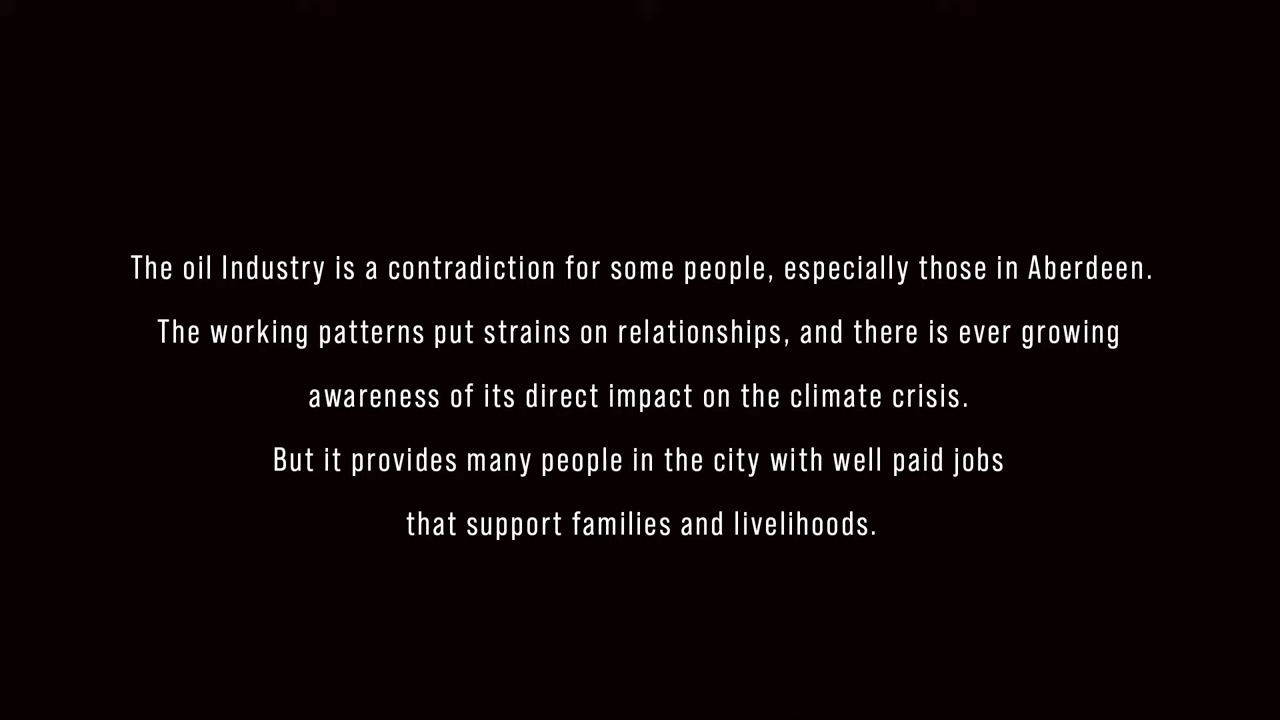 The oil Industry is a contradiction for some people, especially those in Aberdeen.
The working patterns put strains on relationships, and there is ever growing
awareness of its direct impact on the climate crisis.
But it provides many people in the city with well paid jobs
that support families and livelihoods.